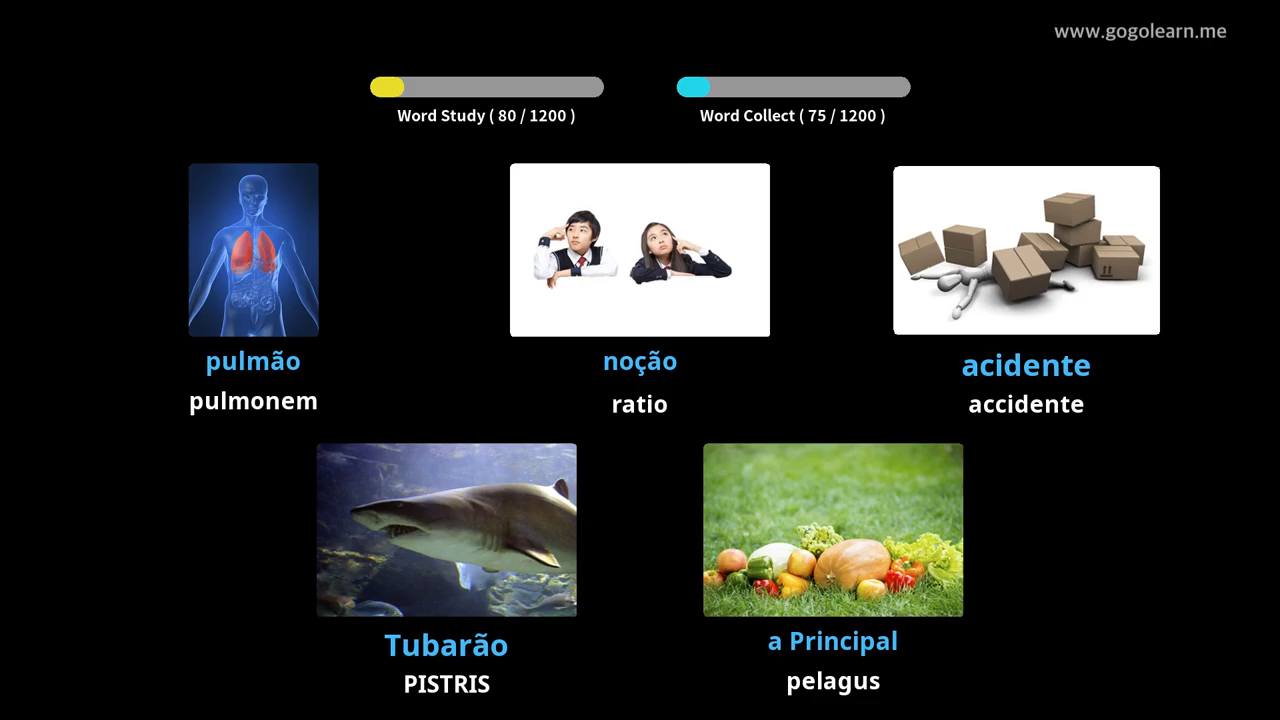 www.gogolearn.me
Word Study ( 80 / 1200 )
Word Collect ( 75 / 1200 )
pulmão
pulmonem
noção
ratio
acidente
accidente
Tubarão
PISTRIS
a Principal
pelagus